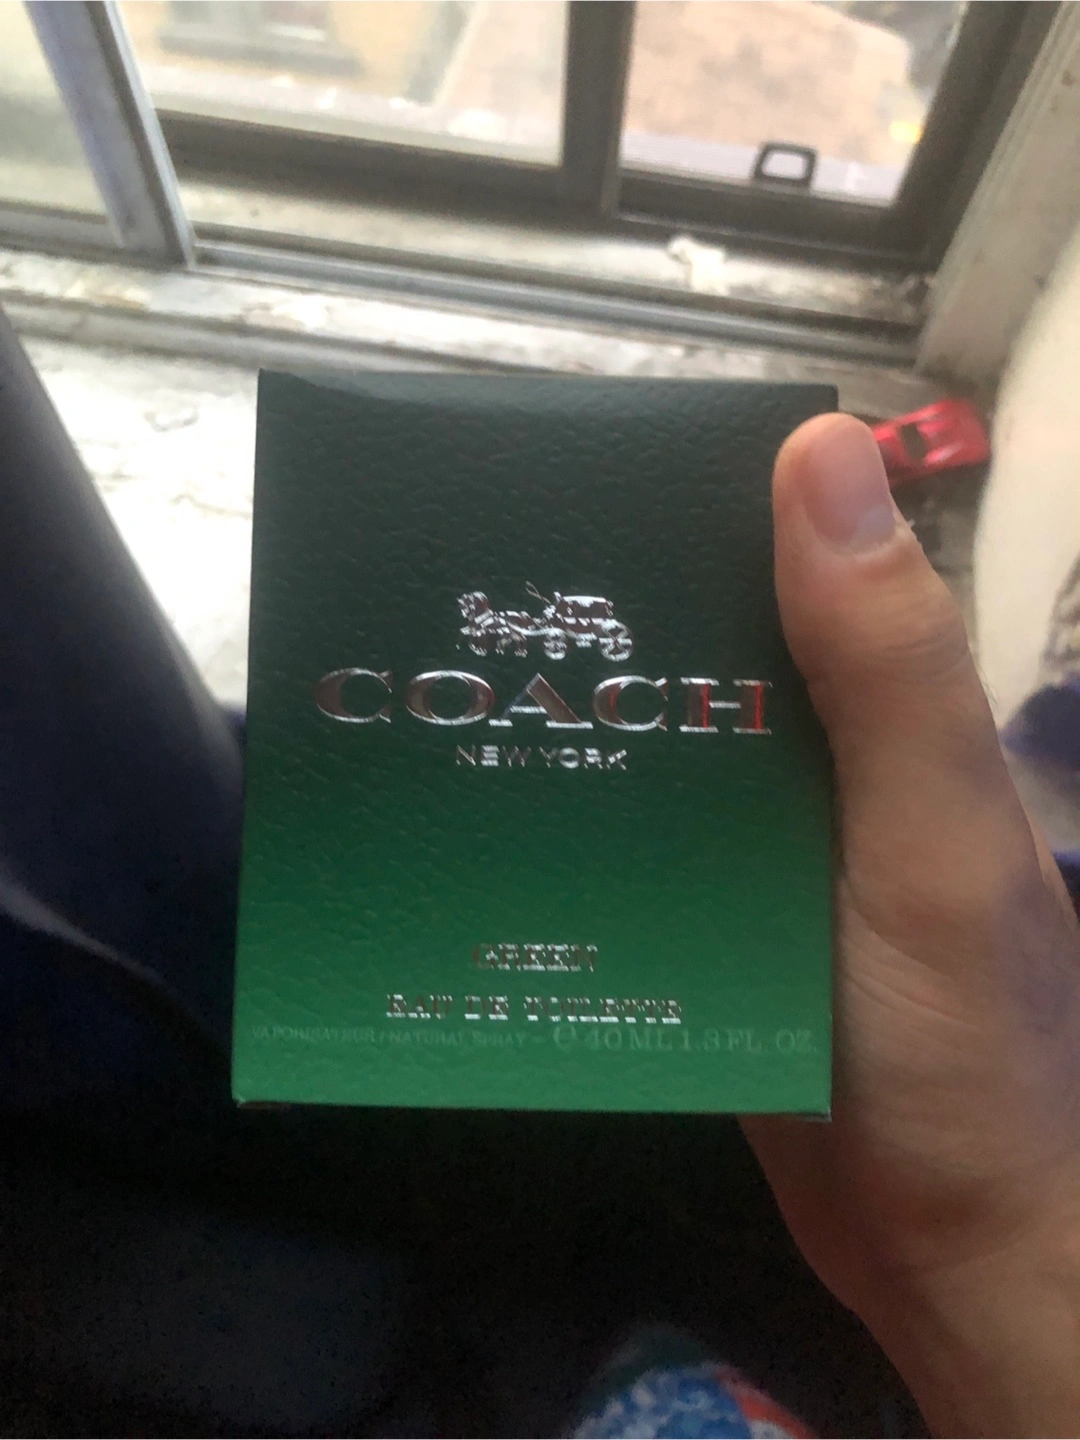 COACH
NEW YORK
GREEN
EAU DE TOILETTE
VAPORISATEUR / NATURAL SPRAY - ℮ 40 ML 1.3 FL. OZ.